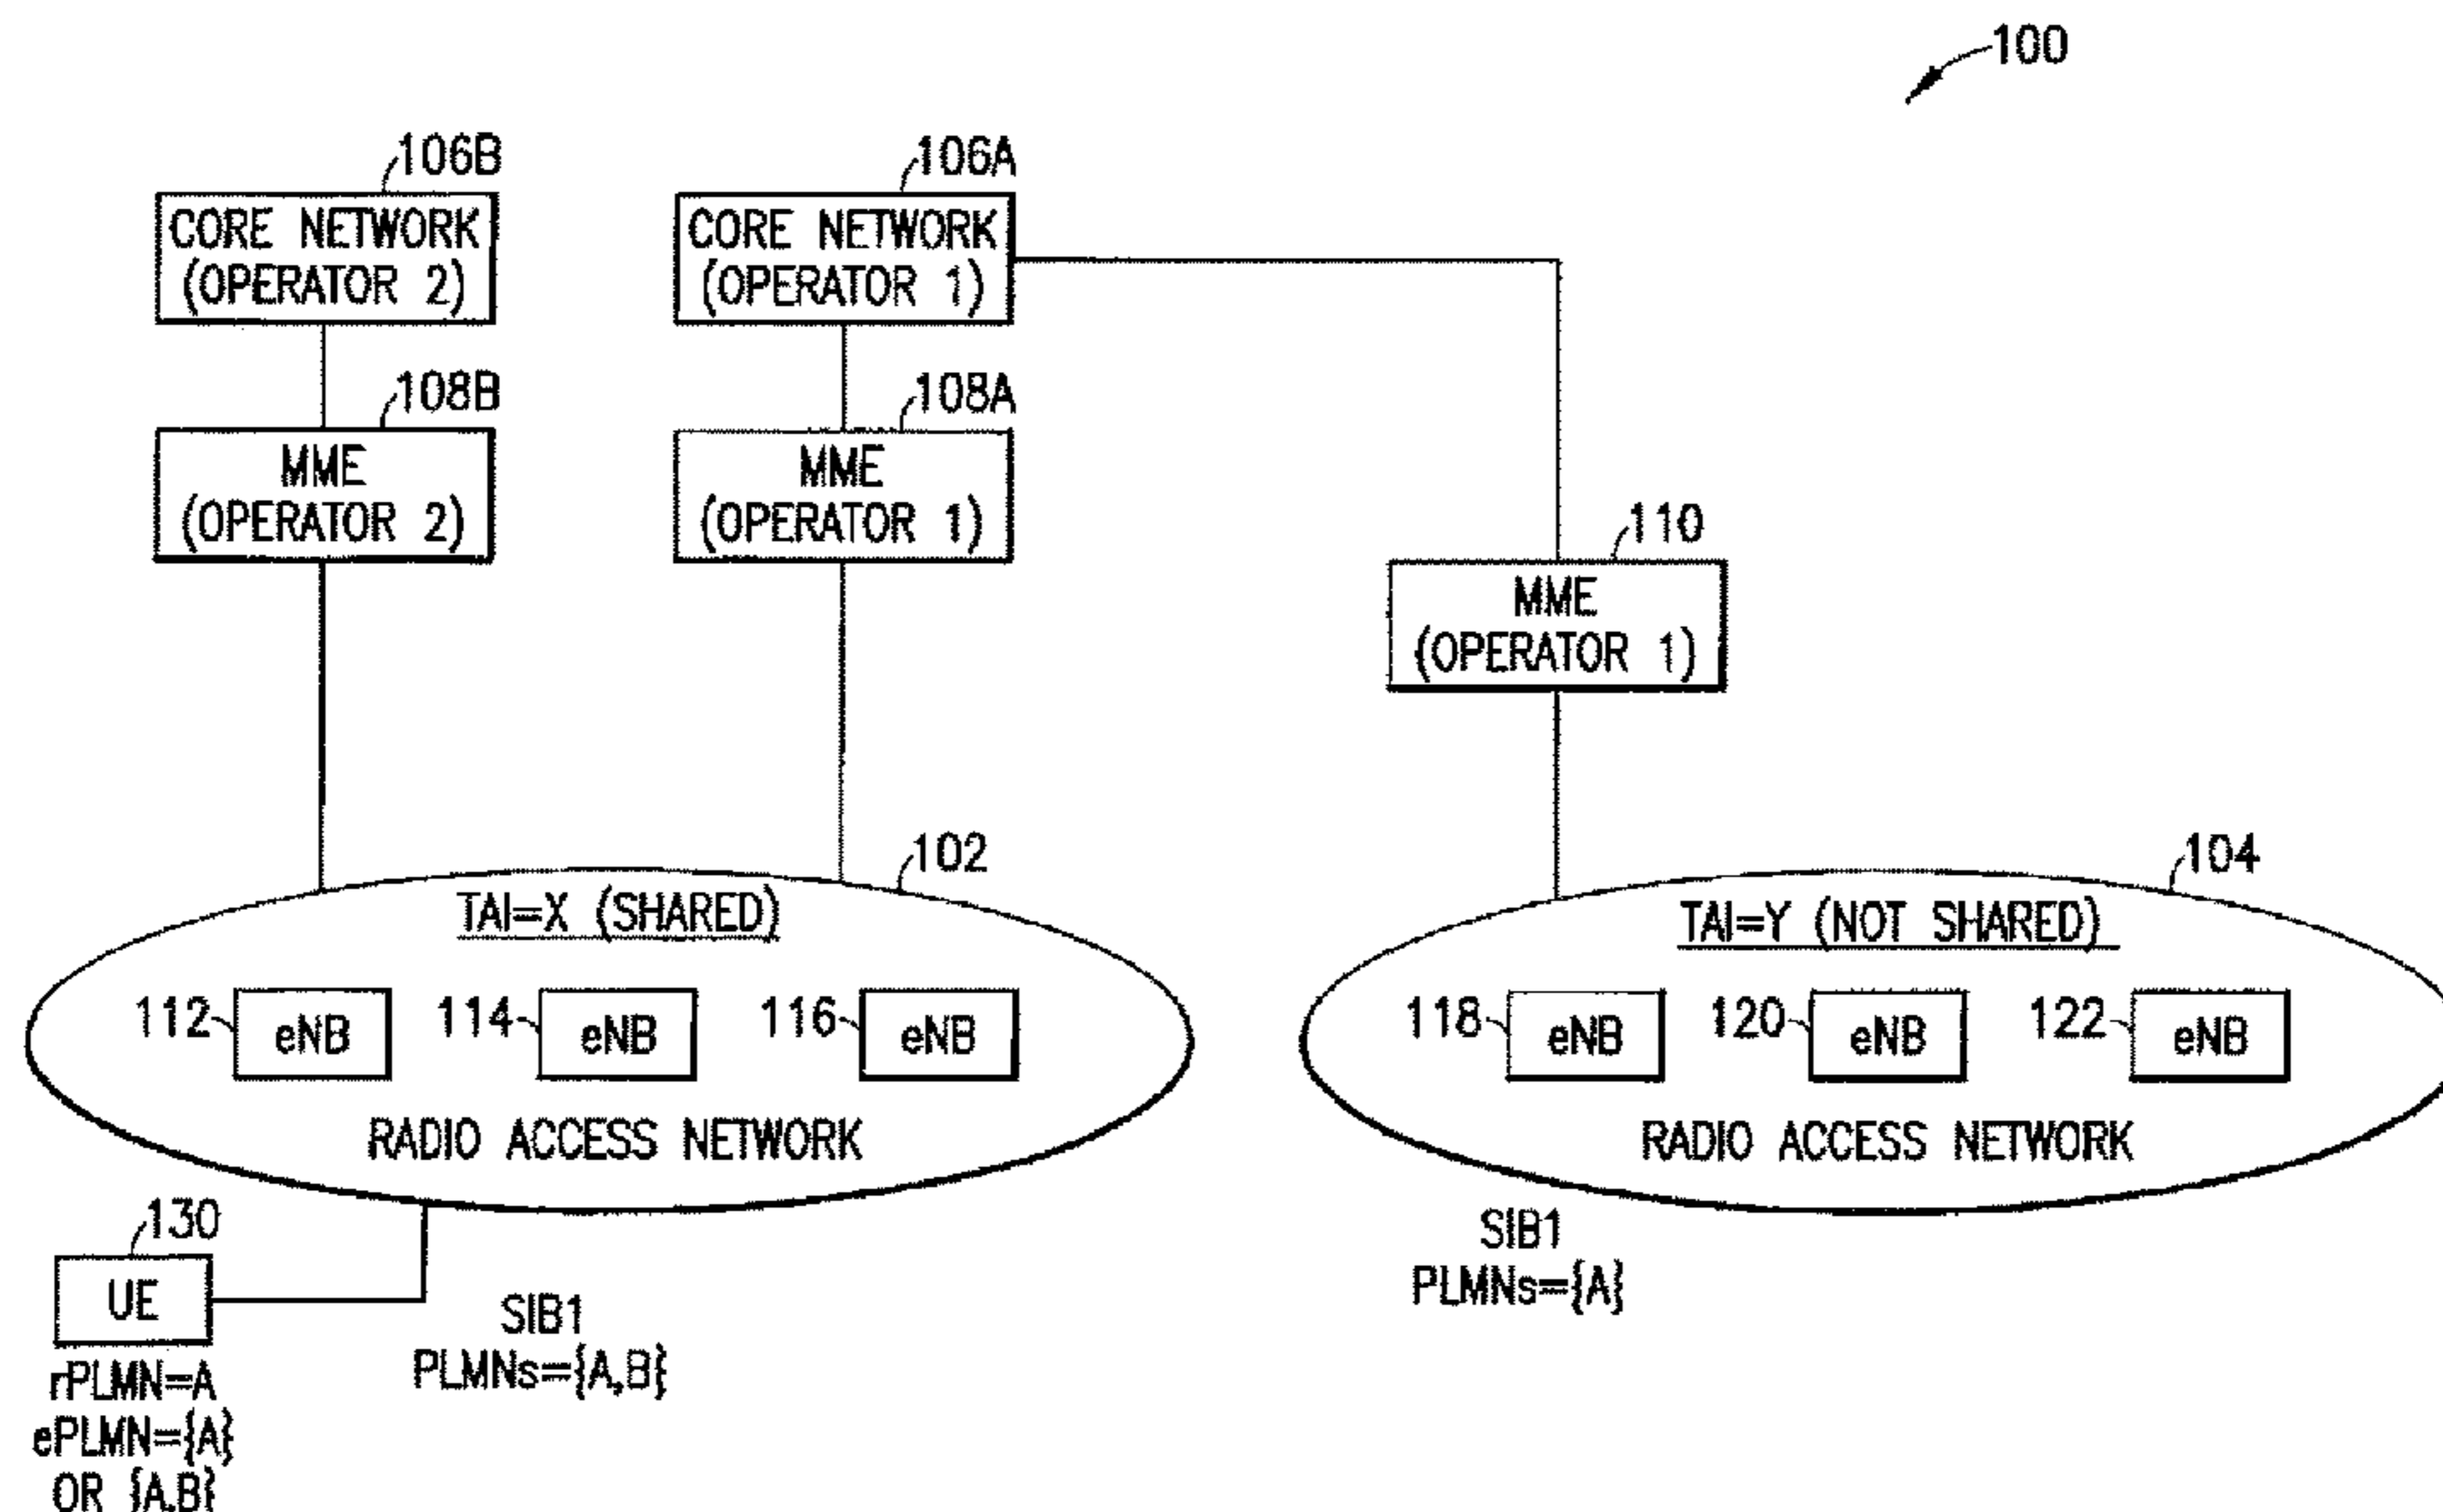 100
106B
106A
CORE NETWORK
(OPERATOR 2)
CORE NETWORK
(OPERATOR 1)
108B
108A
MME
(OPERATOR 2)
MME
(OPERATOR 1)
110
MME
(OPERATOR 1)
102
104
TAI=X (SHARED)
TAI=Y (NOT SHARED)
112
eNB
114
eNB
116
eNB
118
eNB
120
eNB
122
eNB
RADIO ACCESS NETWORK
RADIO ACCESS NETWORK
130
UE
SIB1
PLMNs={A,B}
SIB1
PLMNs={A}
rPLMN=A
ePLMN={A}
OR {A,B}